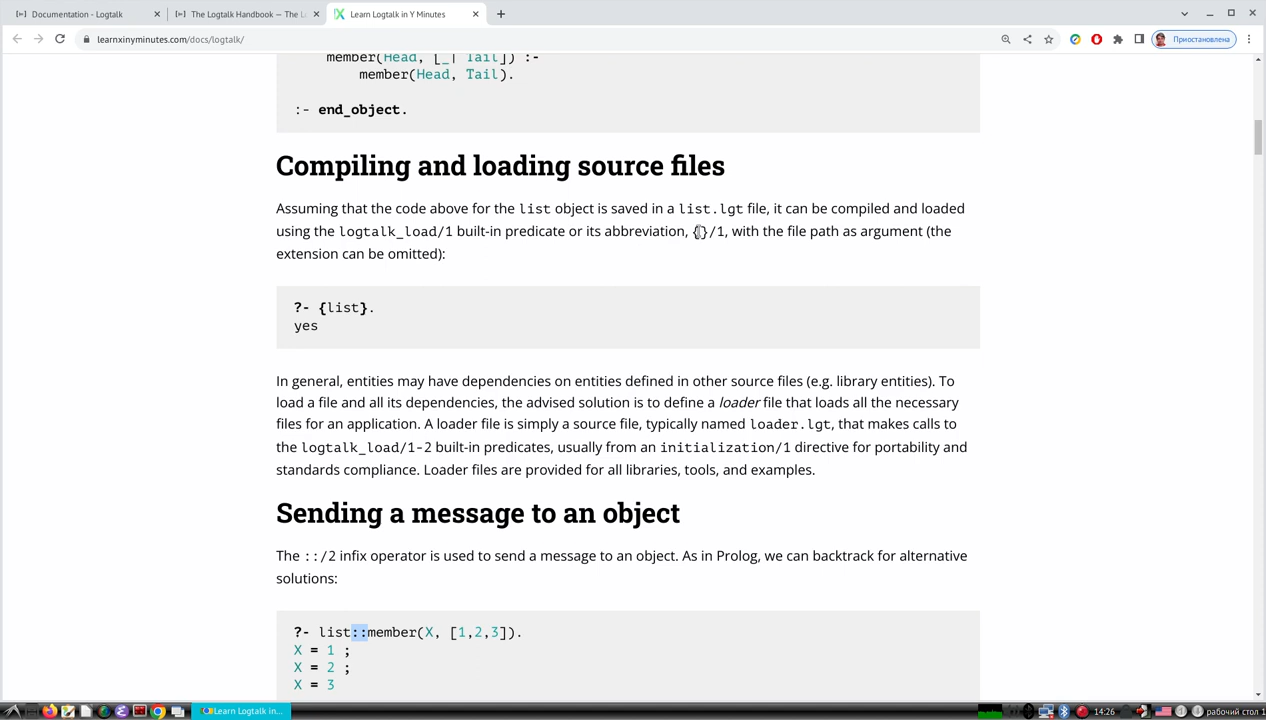 Documentation - Logtalk
The Logtalk Handbook — The L
Learn Logtalk in Y Minutes
learnxinyminutes.com/docs/logtalk/
Приостановлена
member(Head, [_| Tail]) :-
member(Head, Tail).
:- end_object.
Compiling and loading source files
Assuming that the code above for the list object is saved in a list.lgt file, it can be compiled and loaded
using the logtalk_load/1 built-in predicate or its abbreviation, {}/1, with the file path as argument (the
extension can be omitted):
?- {list}.
yes
In general, entities may have dependencies on entities defined in other source files (e.g. library entities). To
load a file and all its dependencies, the advised solution is to define a loader file that loads all the necessary
files for an application. A loader file is simply a source file, typically named loader.lgt, that makes calls to
the logtalk_load/1-2 built-in predicates, usually from an initialization/1 directive for portability and
standards compliance. Loader files are provided for all libraries, tools, and examples.
Sending a message to an object
The ::/2 infix operator is used to send a message to an object. As in Prolog, we can backtrack for alternative
solutions:
?- list::member(X, [1,2,3]).
X = 1 ;
X = 2 ;
X = 3
Learn Logtalk in...
14:26
рабочий стол 1